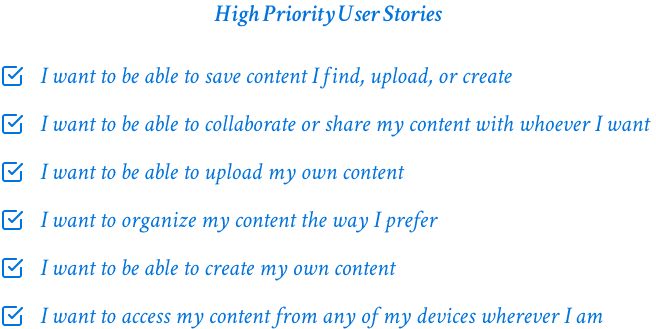 High Priority User Stories
I want to be able to save content I find, upload, or create
I want to be able to collaborate or share my content with whoever I want
I want to be able to upload my own content
I want to organize my content the way I prefer
I want to be able to create my own content
I want to access my content from any of my devices wherever I am